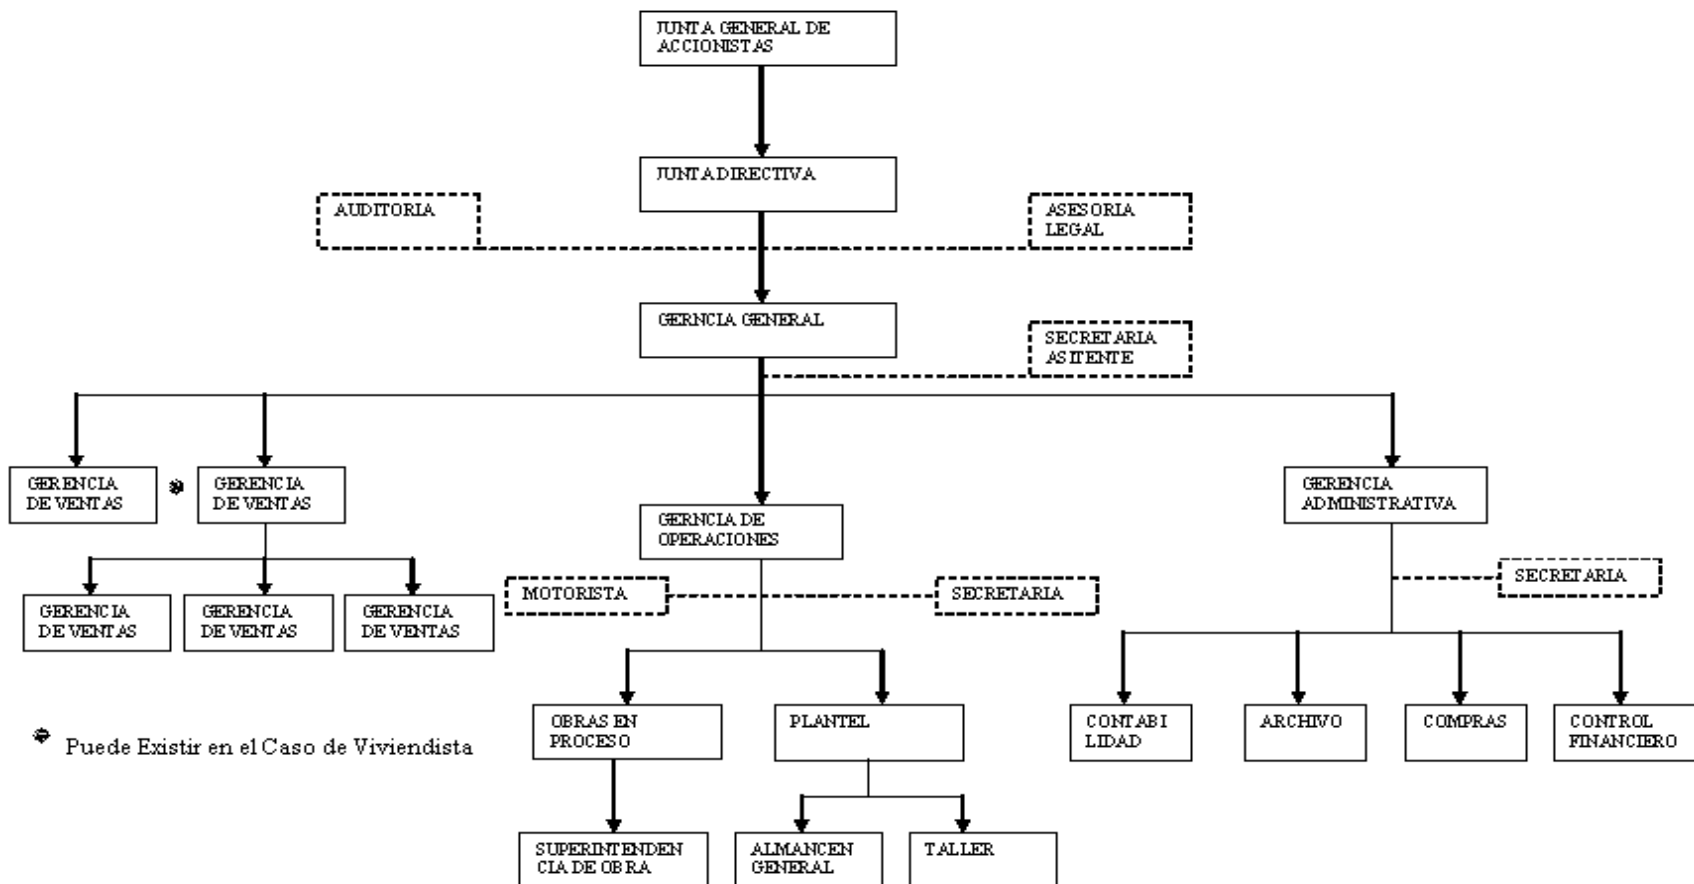 JUNTA GENERAL DE
ACCIONISTAS
JUNTA DIRECTIVA
AUDITORIA
ASESORIA
LEGAL
GERNCIA GENERAL
SECRETARIA
ASITENTE
GERENCIA
DE VENTAS
GERENCIA
DE VENTAS
GERNCIA DE
OPERACIONES
GERENCIA
ADMINISTRATIVA
GERENCIA
DE VENTAS
GERENCIA
DE VENTAS
GERENCIA
DE VENTAS
MOTORISTA
SECRETARIA
SECRETARIA
OBRAS EN
PROCESO
PLANTEL
CONTABI
LIDAD
ARCHIVO
COMPRAS
CONTROL
FINANCIERO
Puede Existir en el Caso de Viviendista
SUPERINTENDEN
CIA DE OBRA
ALMANCEN
GENERAL
TALLER